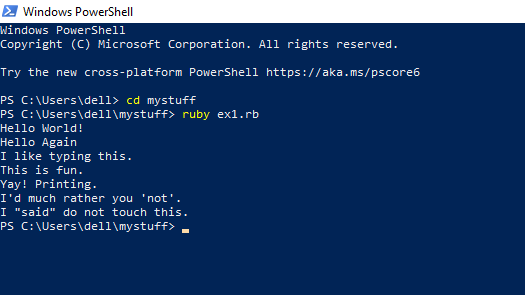 Windows PowerShell
Windows PowerShell
Copyright (C) Microsoft Corporation. All rights reserved.
Try the new cross-platform PowerShell https://aka.ms/pscore6
PS C:\Users\dell> cd mystuff
PS C:\Users\dell\mystuff> ruby ex1.rb
Hello World!
Hello Again
I like typing this.
This is fun.
Yay! Printing.
I'd much rather you 'not'.
I "said" do not touch this.
PS C:\Users\dell\mystuff>